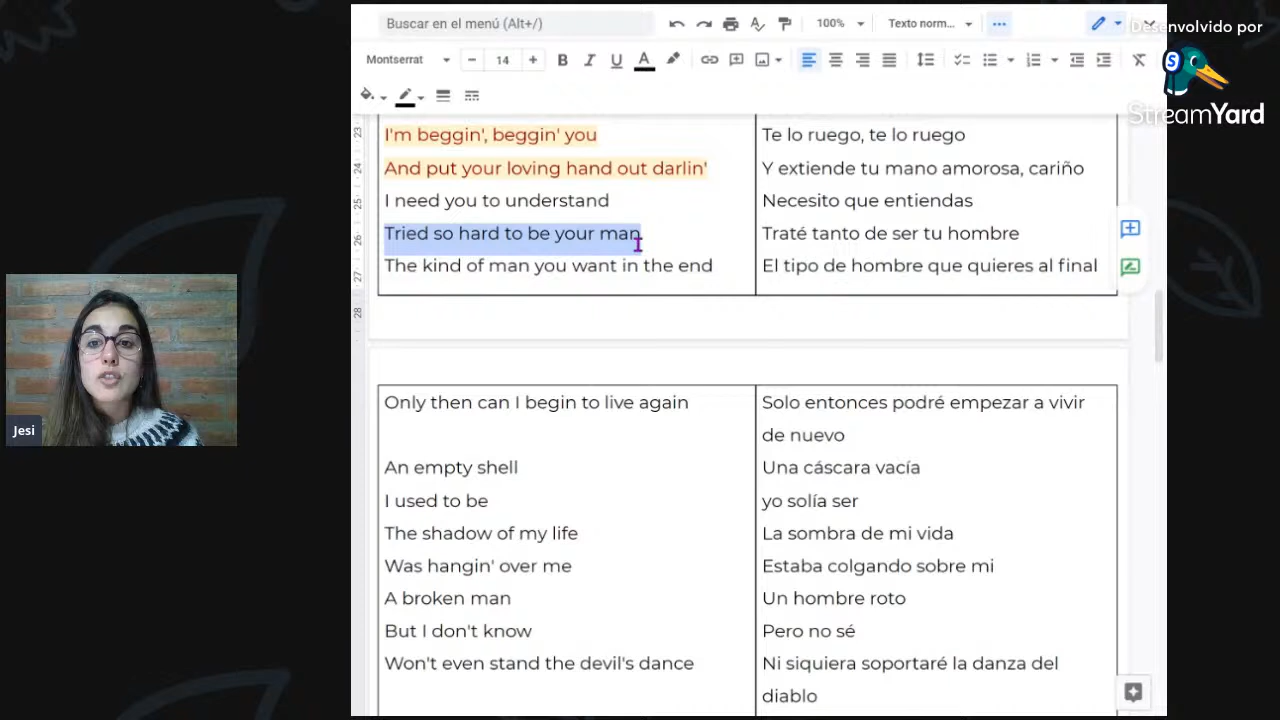 Buscar en el menú (Alt+/)
100%
Texto norm...
Desenvolvido por
StreamYard
Montserrat
14
B I U A
23
24
25
26
27
28
I'm beggin', beggin' you
Te lo ruego, te lo ruego
And put your loving hand out darlin'
Y extiende tu mano amorosa, cariño
I need you to understand
Necesito que entiendas
Tried so hard to be your man
Traté tanto de ser tu hombre
The kind of man you want in the end
El tipo de hombre que quieres al final
Only then can I begin to live again
Solo entonces podré empezar a vivir
de nuevo
An empty shell
Una cáscara vacía
I used to be
yo solía ser
The shadow of my life
La sombra de mi vida
Was hangin' over me
Estaba colgando sobre mi
A broken man
Un hombre roto
But I don't know
Pero no sé
Won't even stand the devil's dance
Ni siquiera soportaré la danza del
diablo
Jesi